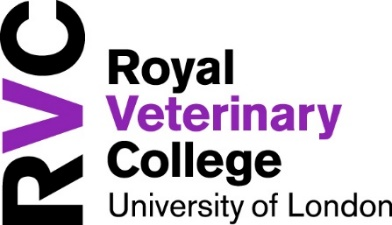 RVC
Royal
Veterinary
College
University of London